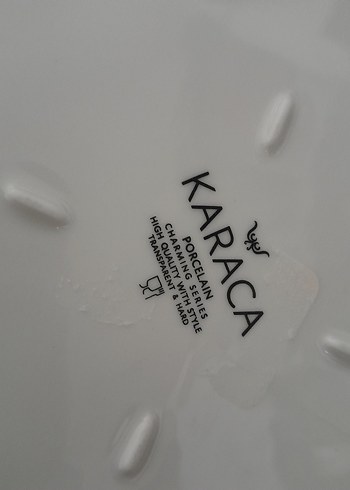 KARACA
PORCELAIN
CHARMING SERIES
HIGH QUALITY WITH STYLE
TRANSPARENT & HARD